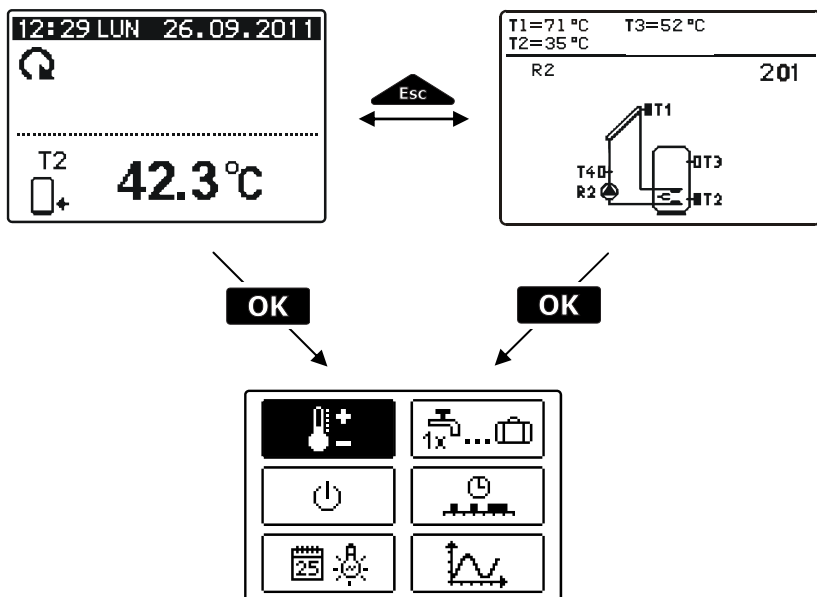 12:29 LUN 26.09.2011
T2
42.3°C
Esc
T1=71°C T3=52°C
T2=35°C
R2 201
T1
T3
T4
R2
T2
OK
OK
1x ...
25